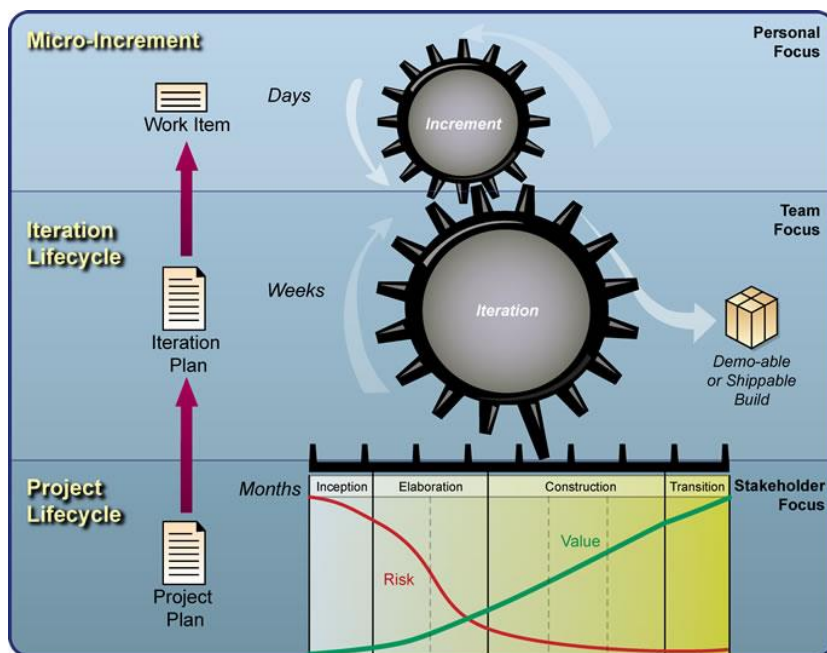 Micro-Increment
Personal
Focus
Days
Work Item
Increment
Iteration
Lifecycle
Team
Focus
Weeks
Iteration
Iteration
Plan
Demo-able
or Shippable
Build
Project
Lifecycle
Months
Inception
Elaboration
Construction
Transition
Stakeholder
Focus
Value
Risk
Project
Plan